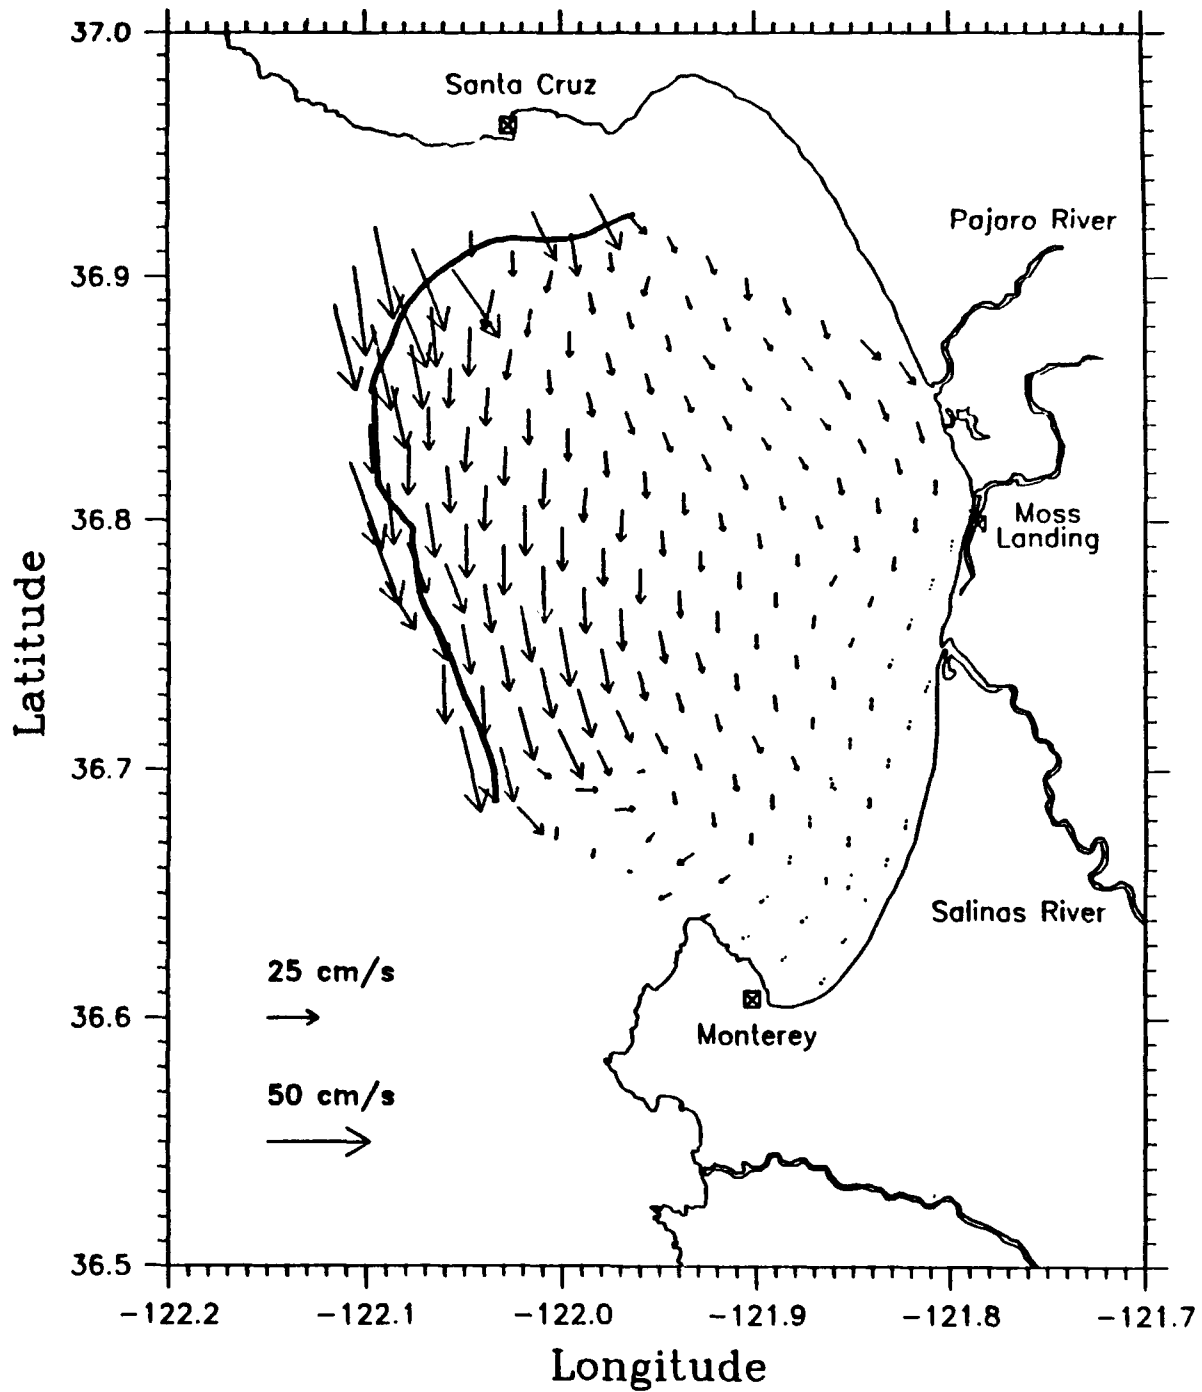 37.0
Santa Cruz
Pajaro River
36.9
36.8
Moss
Landing
Latitude
36.7
Salinas River
25 cm/s
36.6
Monterey
50 cm/s
36.5
-122.2 -122.1 -122.0 -121.9 -121.8 -121.7
Longitude